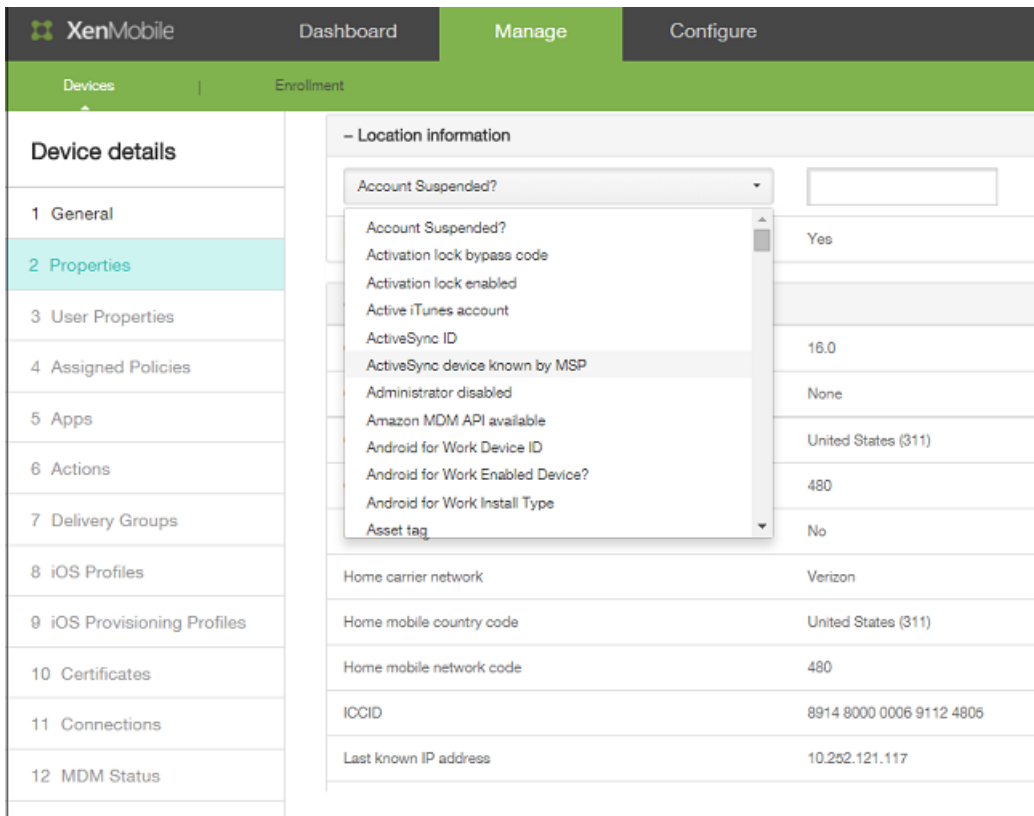 XenMobile Dashboard Manage Configure
Devices | Enrollment
Device details
1 General
2 Properties
3 User Properties
4 Assigned Policies
5 Apps
6 Actions
7 Delivery Groups
8 iOS Profiles
9 iOS Provisioning Profiles
10 Certificates
11 Connections
12 MDM Status
– Location information
Account Suspended?
Account Suspended?
Activation lock bypass code
Activation lock enabled
Active iTunes account
ActiveSync ID
ActiveSync device known by MSP
Administrator disabled
Amazon MDM API available
Android for Work Device ID
Android for Work Enabled Device?
Android for Work Install Type
Asset tag
Yes
16.0
None
United States (311)
480
No
Home carrier network Verizon
Home mobile country code United States (311)
Home mobile network code 480
ICCID 8914 8000 0006 9112 4805
Last known IP address 10.252.121.117